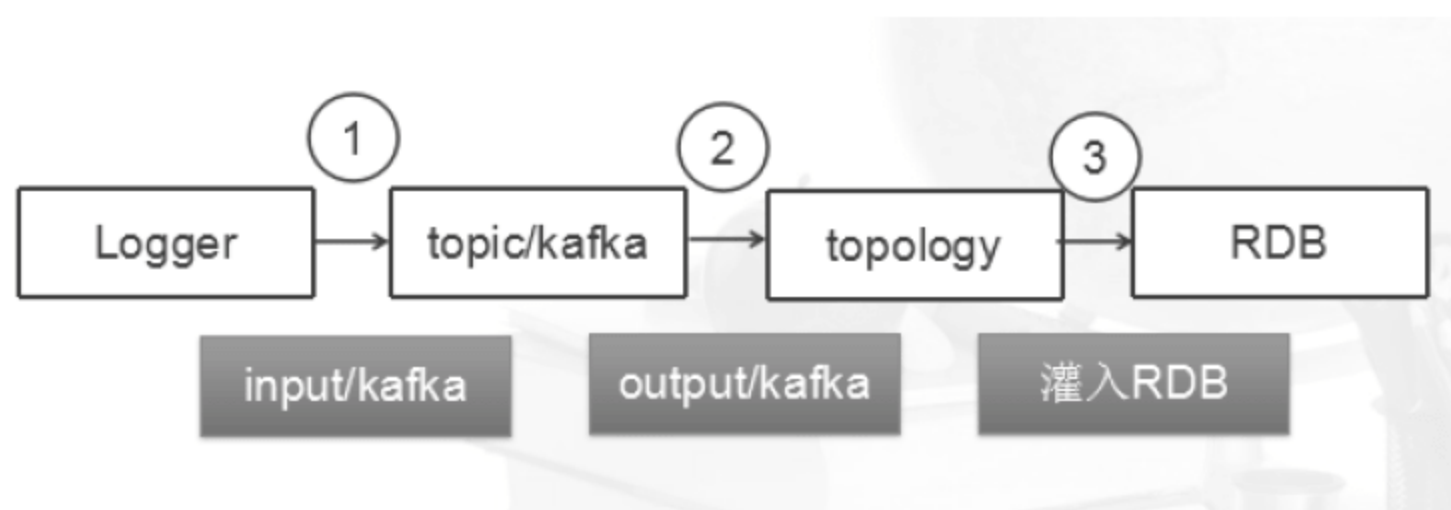 1
2
3
Logger
topic/kafka
topology
RDB
input/kafka
output/kafka
灌入RDB